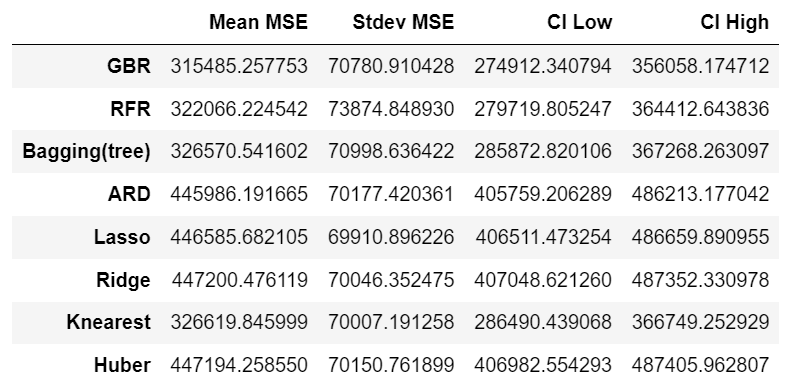 Mean MSE Stdev MSE CI Low CI High
GBR 315485.257753 70780.910428 274912.340794 356058.174712
RFR 322066.224542 73874.848930 279719.805247 364412.643836
Bagging(tree) 326570.541602 70998.636422 285872.820106 367268.263097
ARD 445986.191665 70177.420361 405759.206289 486213.177042
Lasso 446585.682105 69910.896226 406511.473254 486659.890955
Ridge 447200.476119 70046.352475 407048.621260 487352.330978
Knearest 326619.845999 70007.191258 286490.439068 366749.252929
Huber 447194.258550 70150.761899 406982.554293 487405.962807